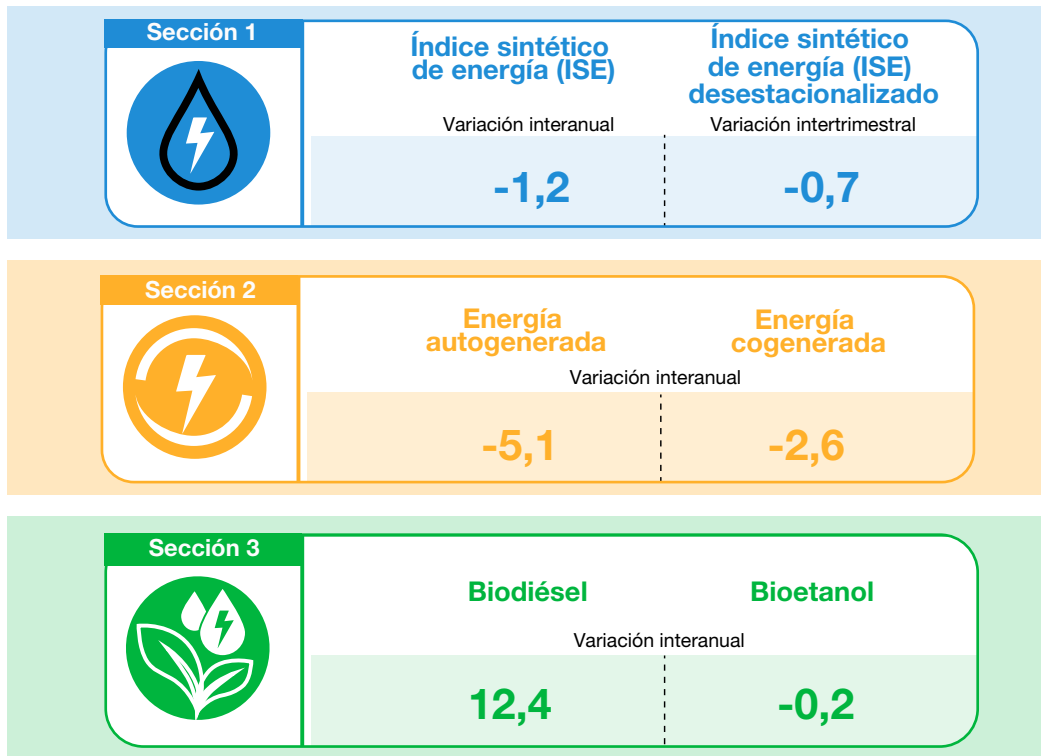 Sección 1
Índice sintético
de energía (ISE)
Variación interanual
-1,2
Índice sintético
de energía (ISE)
desestacionalizado
Variación intertrimestral
-0,7
Sección 2
Energía
autogenerada
Energía
cogenerada
Variación interanual
-5,1
-2,6
Sección 3
Biodiésel
Bioetanol
Variación interanual
12,4
-0,2